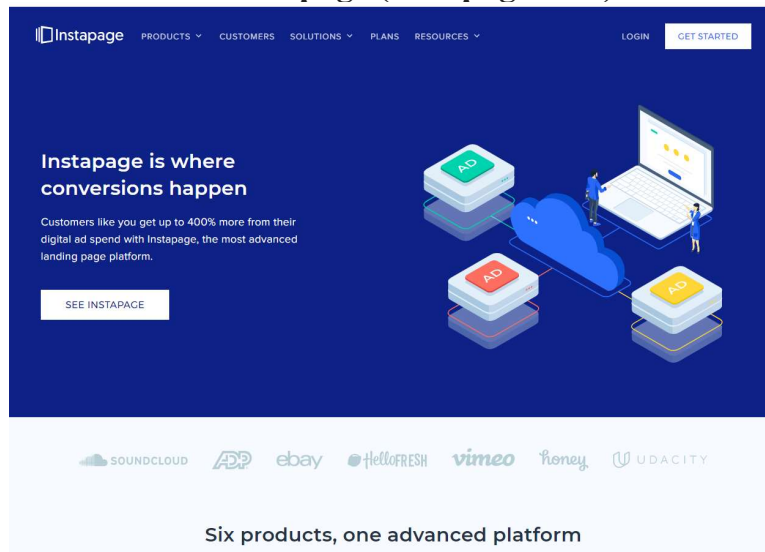 Instapage
PRODUCTS CUSTOMERS SOLUTIONS PLANS RESOURCES LOGIN GET STARTED
Instapage is where
conversions happen
Customers like you get up to 400% more from their
digital ad spend with Instapage, the most advanced
landing page platform.
SEE INSTAPAGE
AD
AD
AD
SOUNDCLOUD ADP ebay HelloFRESH vimeo honey UDACITY
Six products, one advanced platform